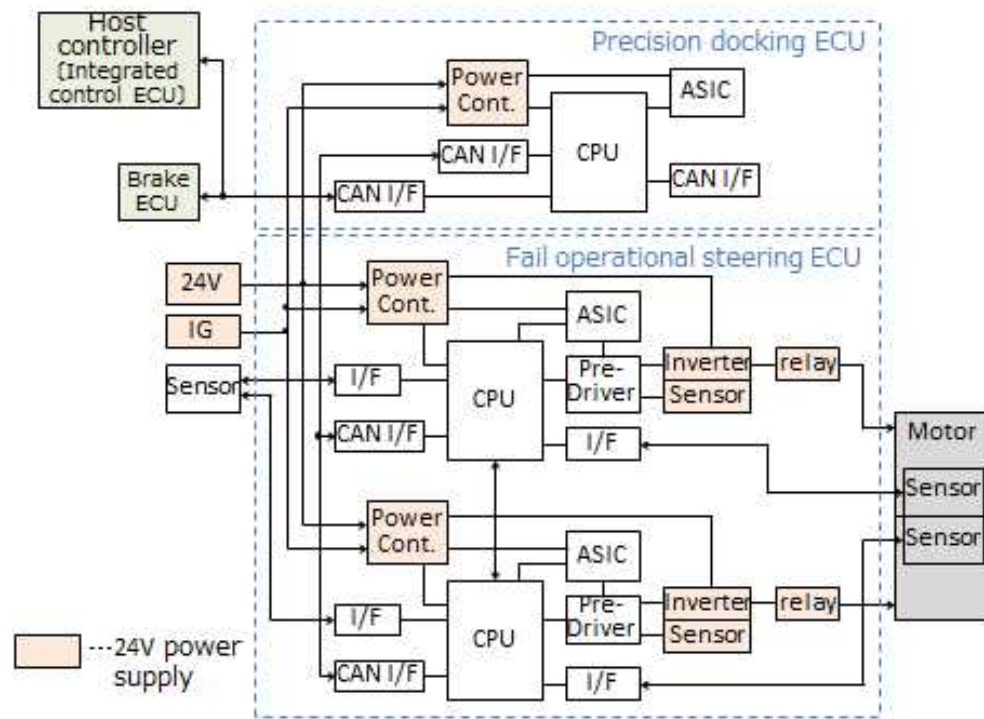 Host
controller
(Integrated
control ECU)
Precision docking ECU
Power
Cont.
ASIC
CAN I/F
CPU
Brake
ECU
CAN I/F
CAN I/F
Fail operational steering ECU
24V
Power
Cont.
ASIC
IG
Sensor
I/F
CPU
Pre-
Driver
Inverter
Sensor
relay
CAN I/F
I/F
Motor
Sensor
Sensor
Power
Cont.
ASIC
I/F
CPU
Pre-
Driver
Inverter
Sensor
relay
CAN I/F
I/F
---24V power
supply